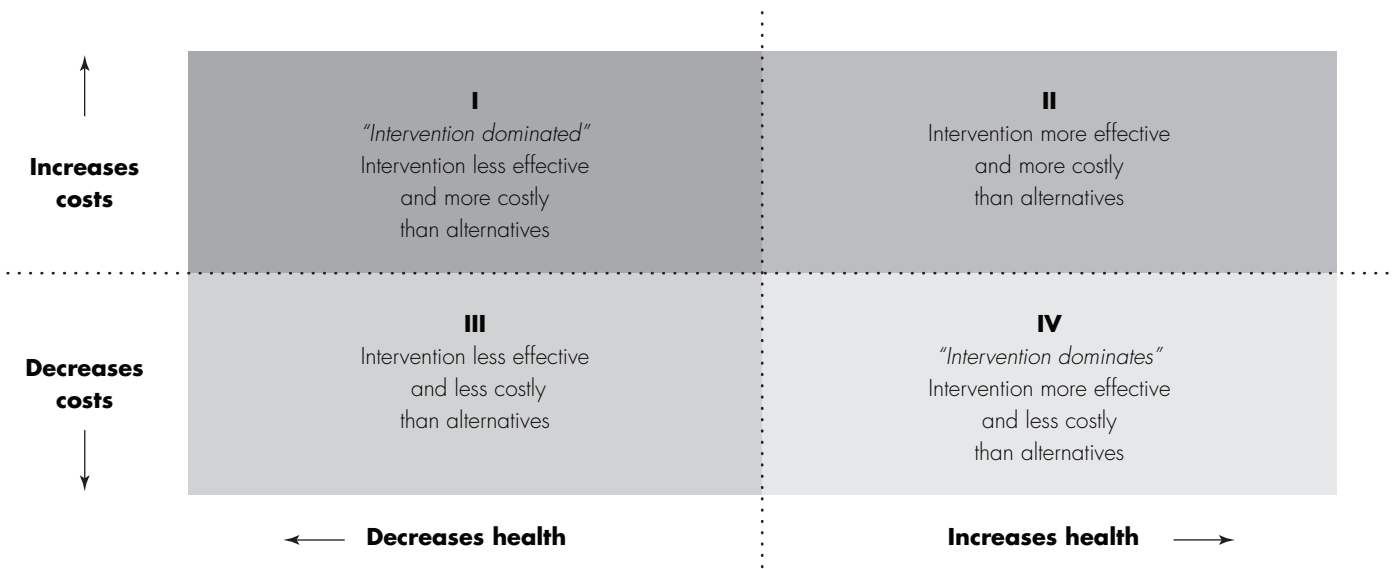 I
“Intervention dominated”
Intervention less effective
and more costly
than alternatives
II
Intervention more effective
and more costly
than alternatives
Increases
costs
III
Intervention less effective
and less costly
than alternatives
IV
“Intervention dominates”
Intervention more effective
and less costly
than alternatives
Decreases
costs
Decreases health
Increases health